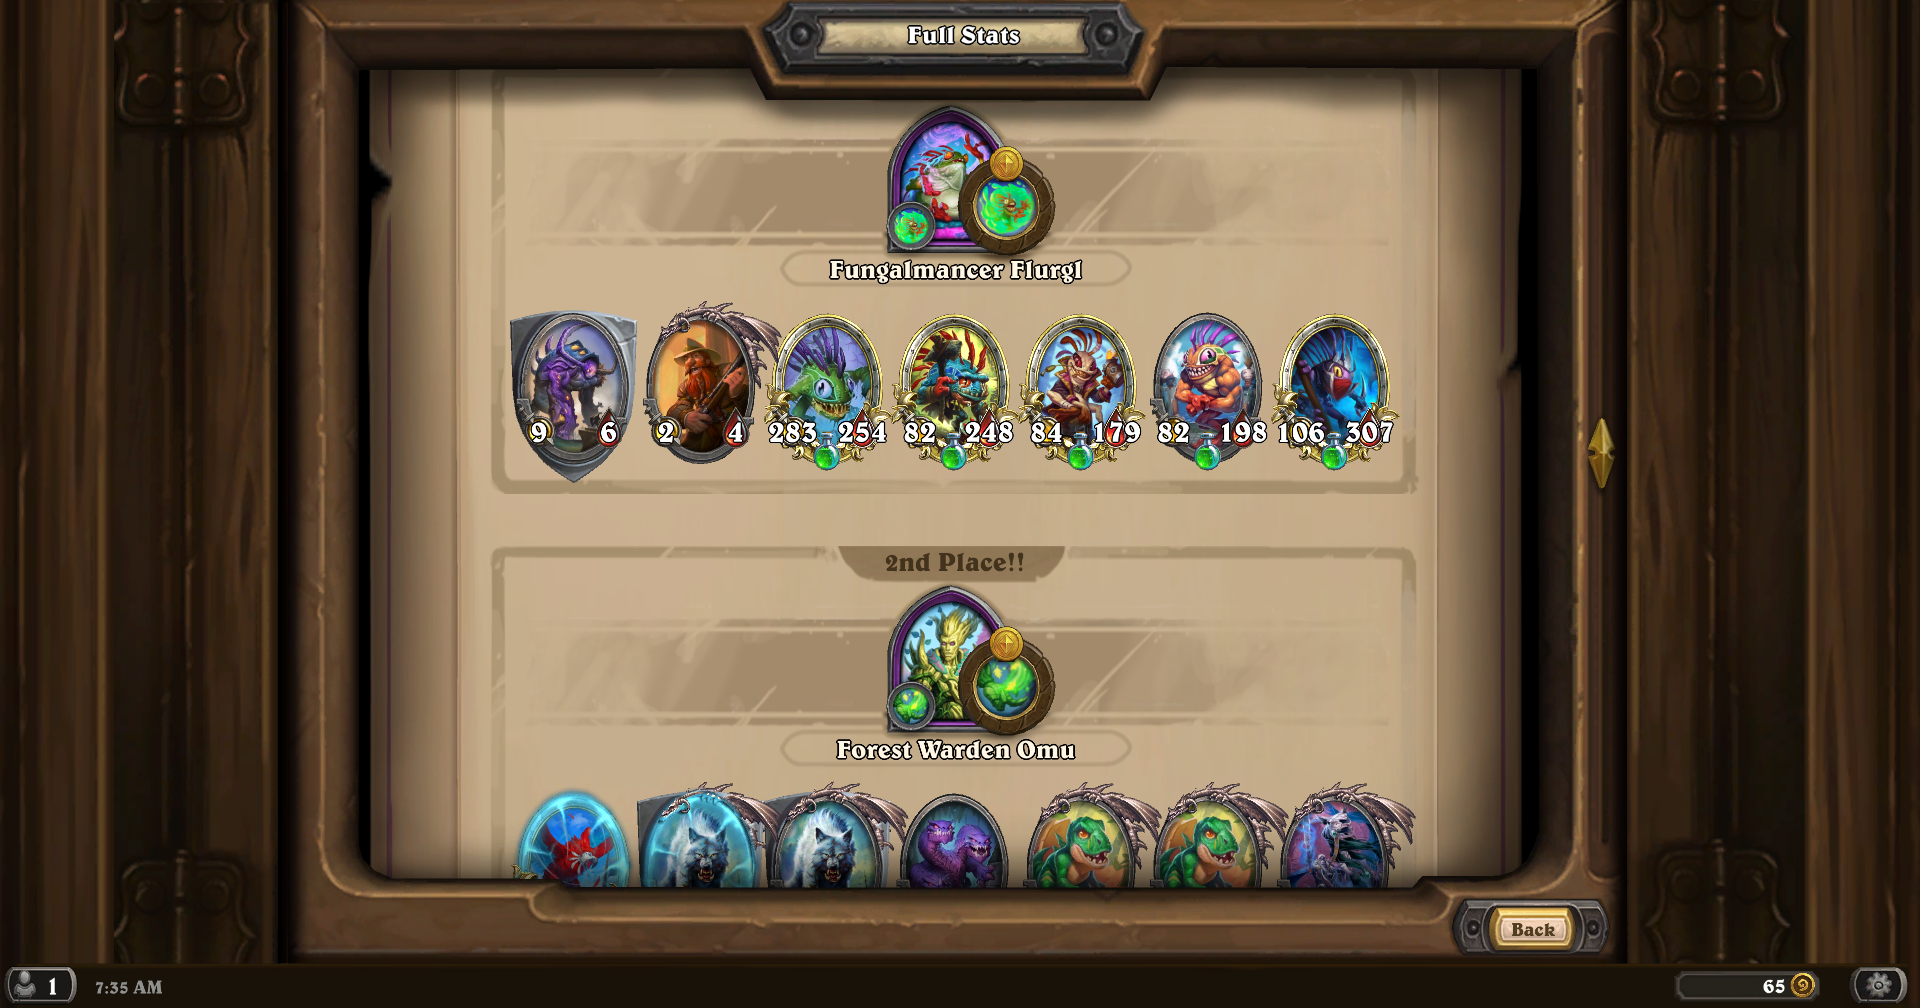 Full Stats
Fungalmancer Flurgl
9 6 2 4 283 254 82 248 84 179 82 198 106 307
2nd Place!!
Forest Warden Omu
Back
1 7:35 AM 65